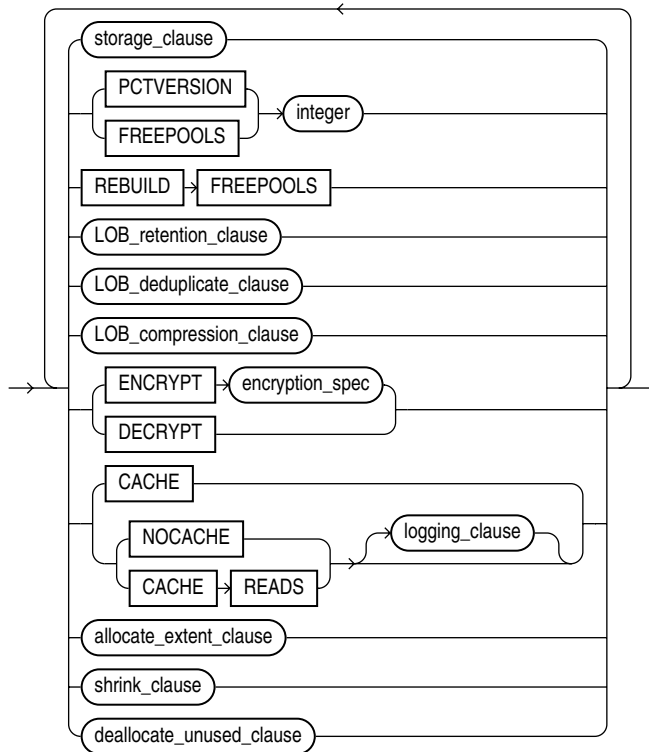 storage_clause
PCTVERSION
integer
FREEPOOLS
REBUILD FREEPOOLS
LOB_retention_clause
LOB_deduplicate_clause
LOB_compression_clause
ENCRYPT encryption_spec
DECRYPT
CACHE
NOCACHE logging_clause
CACHE READS
allocate_extent_clause
shrink_clause
deallocate_unused_clause